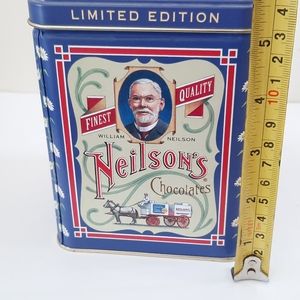 LIMITED EDITION
FINEST QUALITY
WILLIAM NEILSON
Neilson's
Chocolates